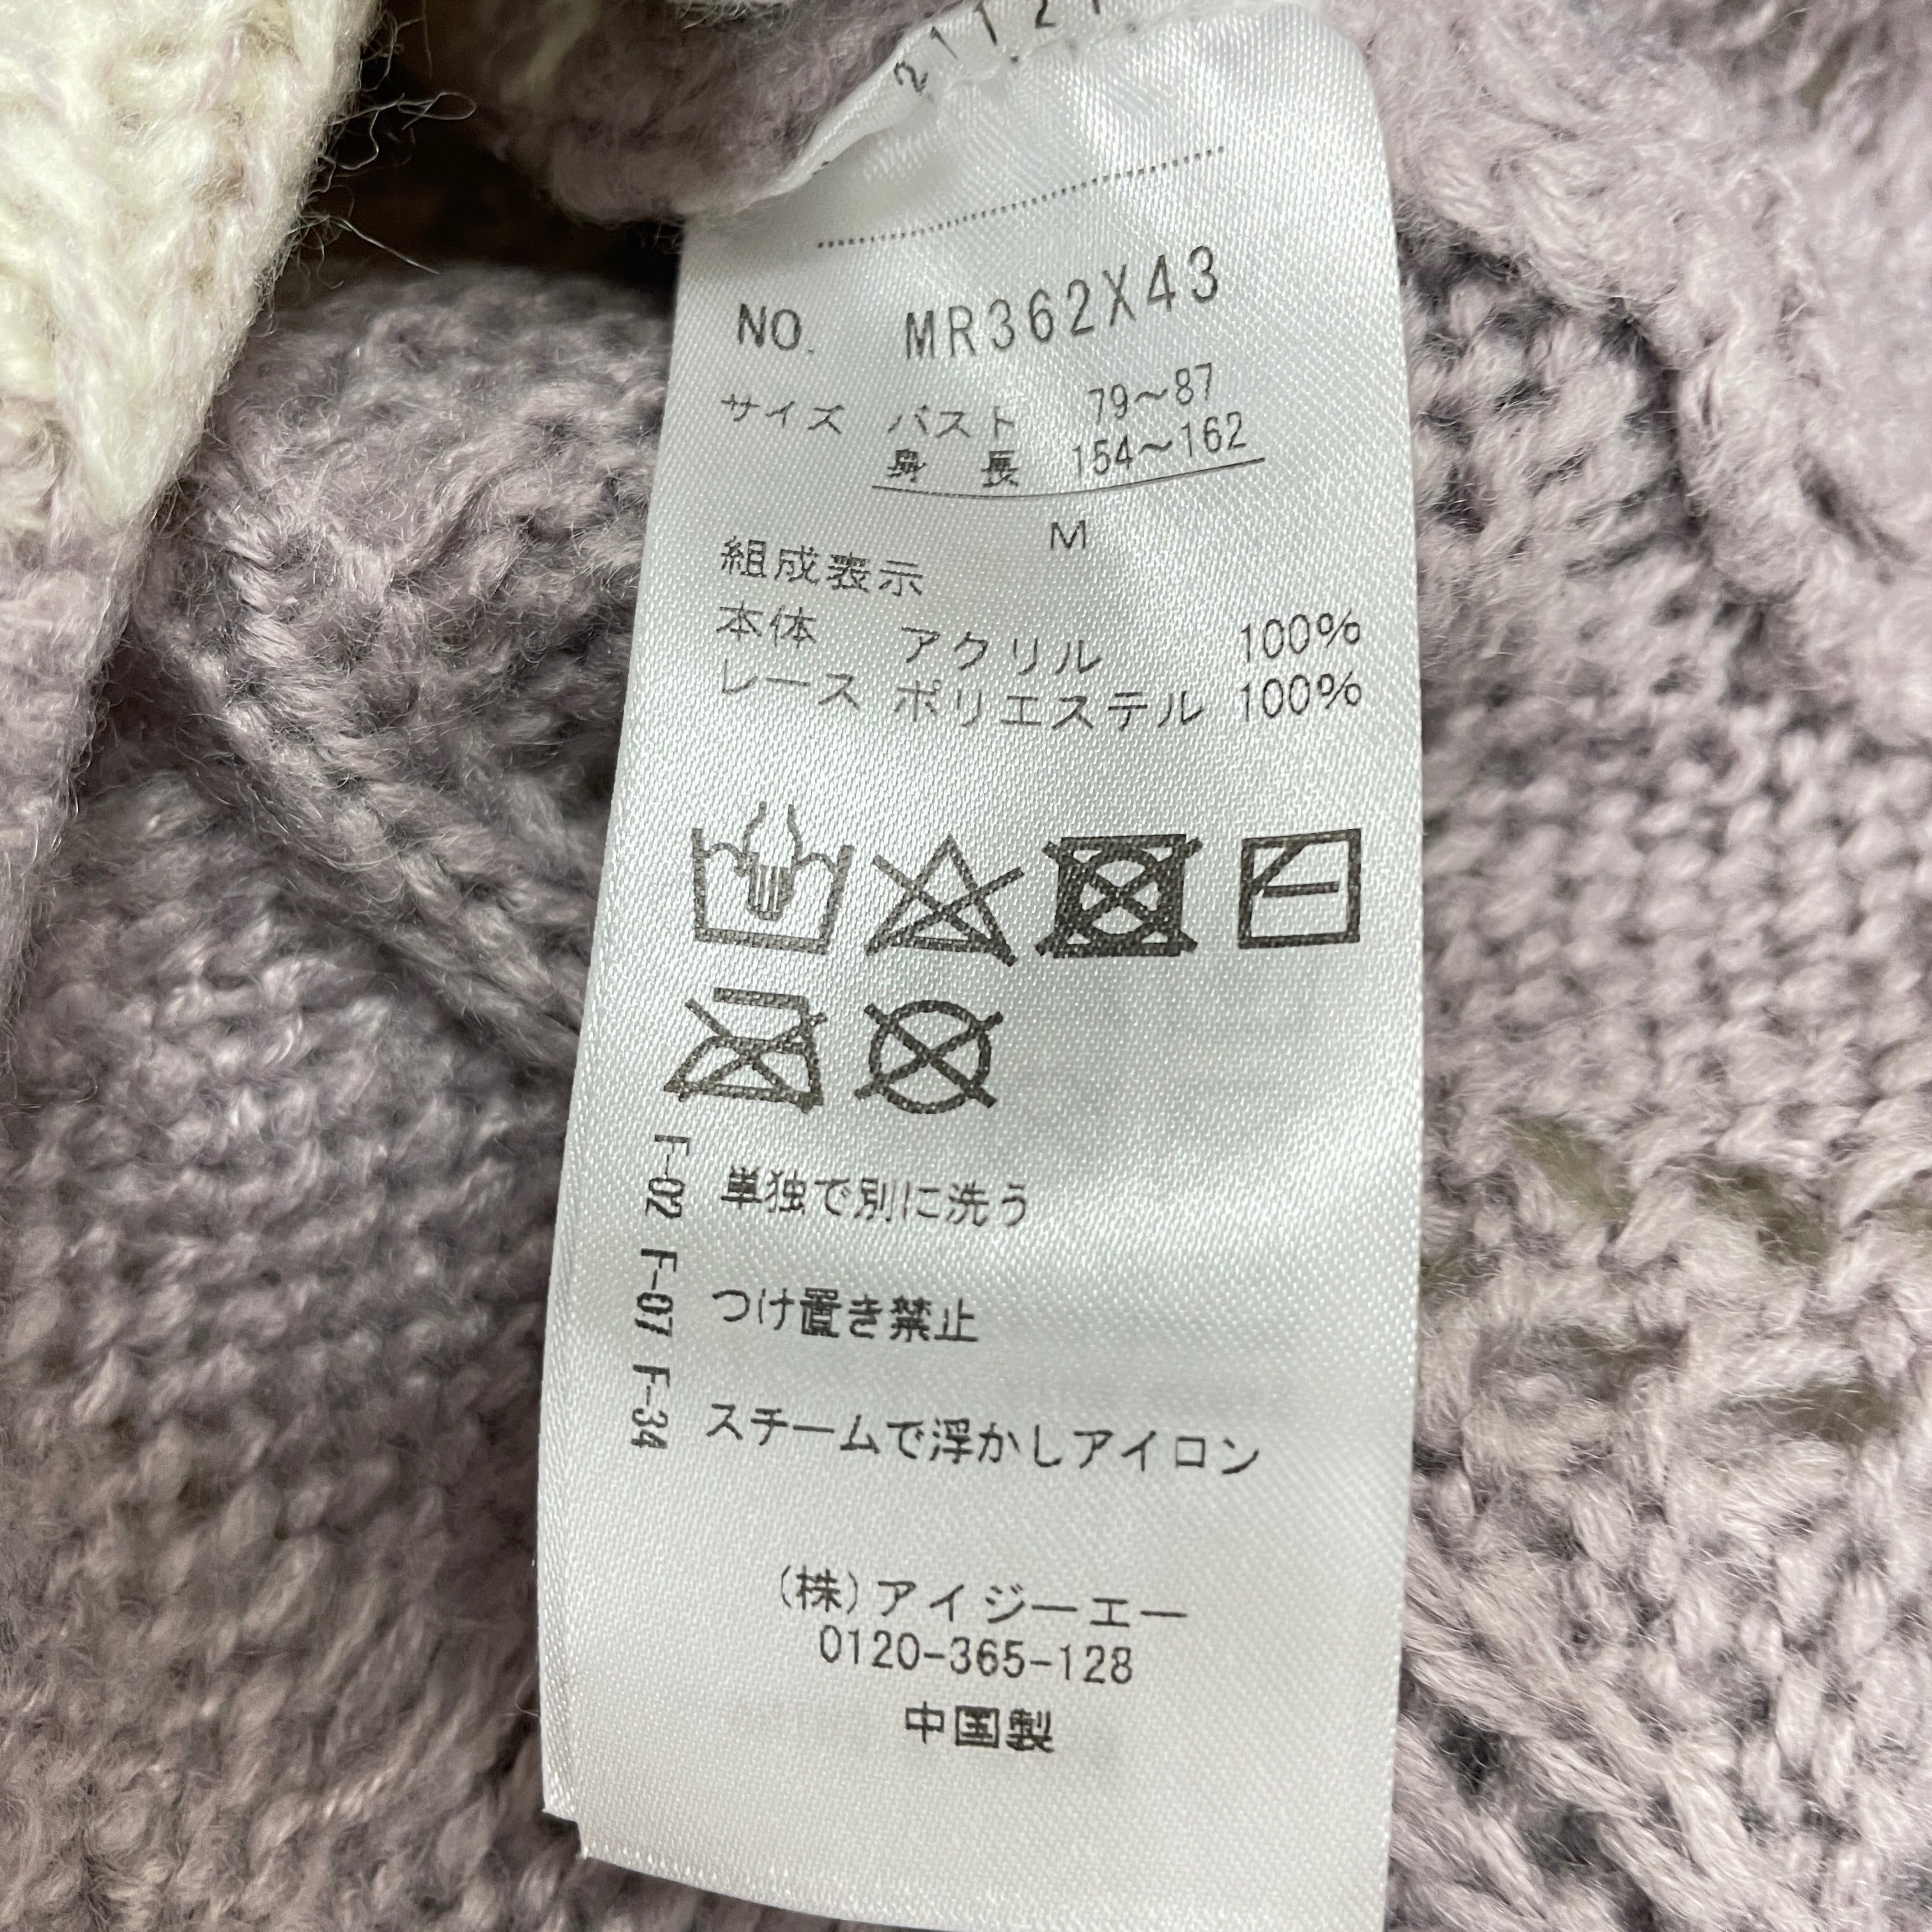 2112
NO. MR362X43
サイズ バスト 79〜87
身 長 154〜162
M
組成表示
本体 アクリル 100%
レース ポリエステル 100%
F-02 単独で別に洗う
F-07 つけ置き禁止
F-34 スチームで浮かしアイロン
(株)アイジーエー
0120-365-128
中国製